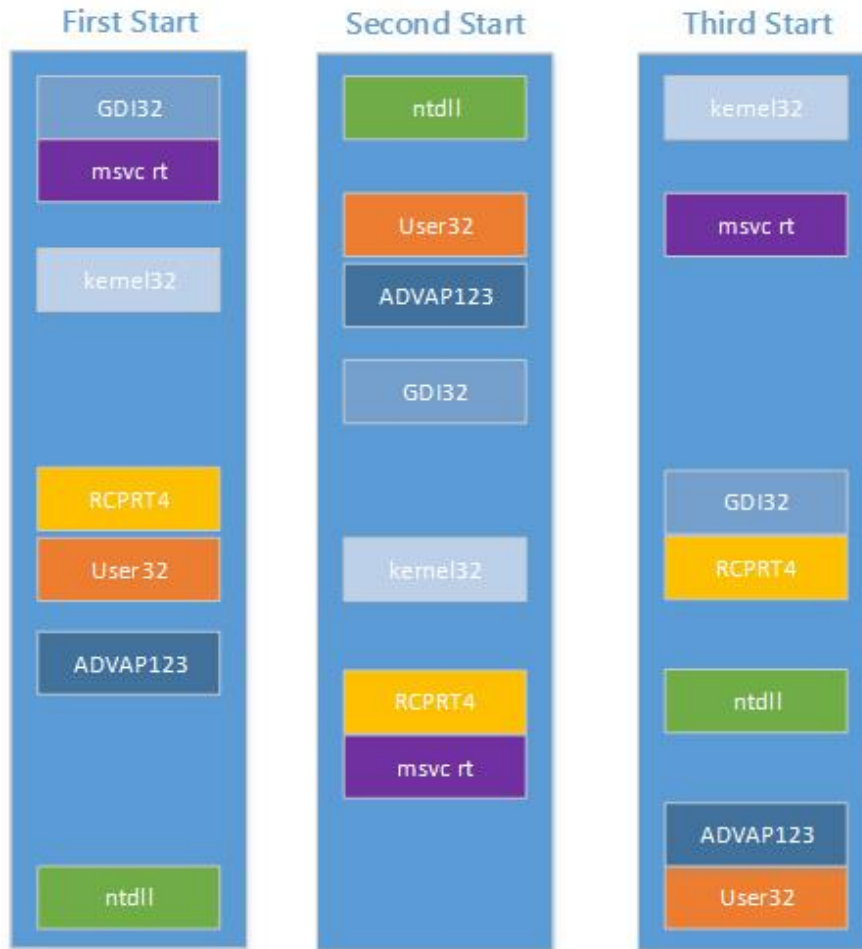 First Start
GDI32
msvc rt
kernel32
RCPRT4
User32
ADVAP123
ntdll
Second Start
ntdll
User32
ADVAP123
GDI32
kernel32
RCPRT4
msvc rt
Third Start
kernel32
msvc rt
GDI32
RCPRT4
ntdll
ADVAP123
User32